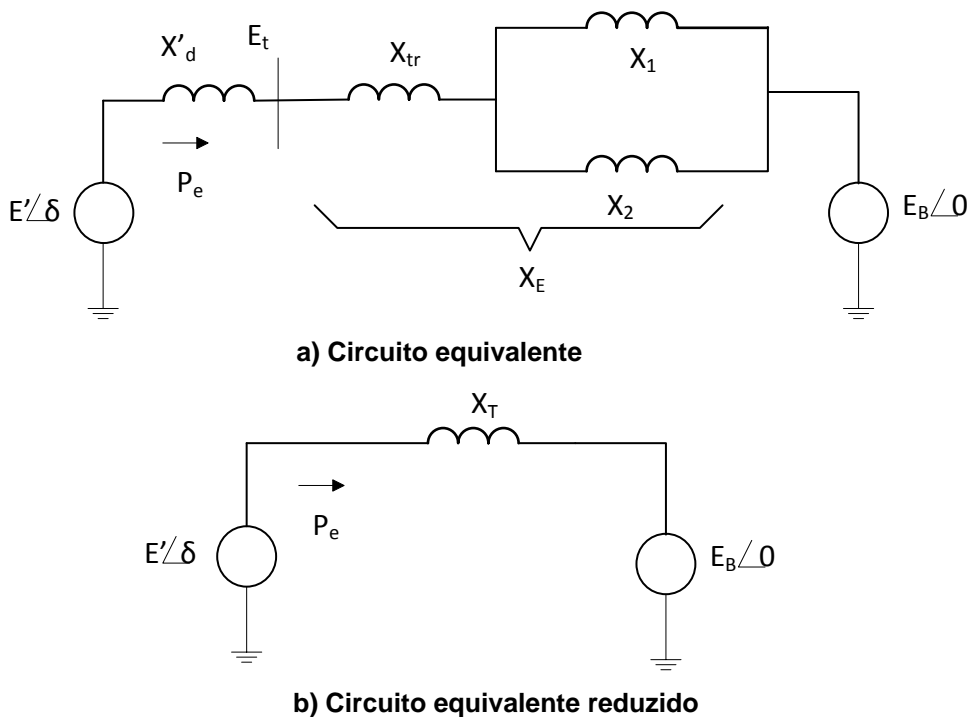 X'd
Et
Xtr
X1
Pe
E'∠δ
X2
EB∠0
XE
a) Circuito equivalente
XT
Pe
E'∠δ
EB∠0
b) Circuito equivalente reduzido